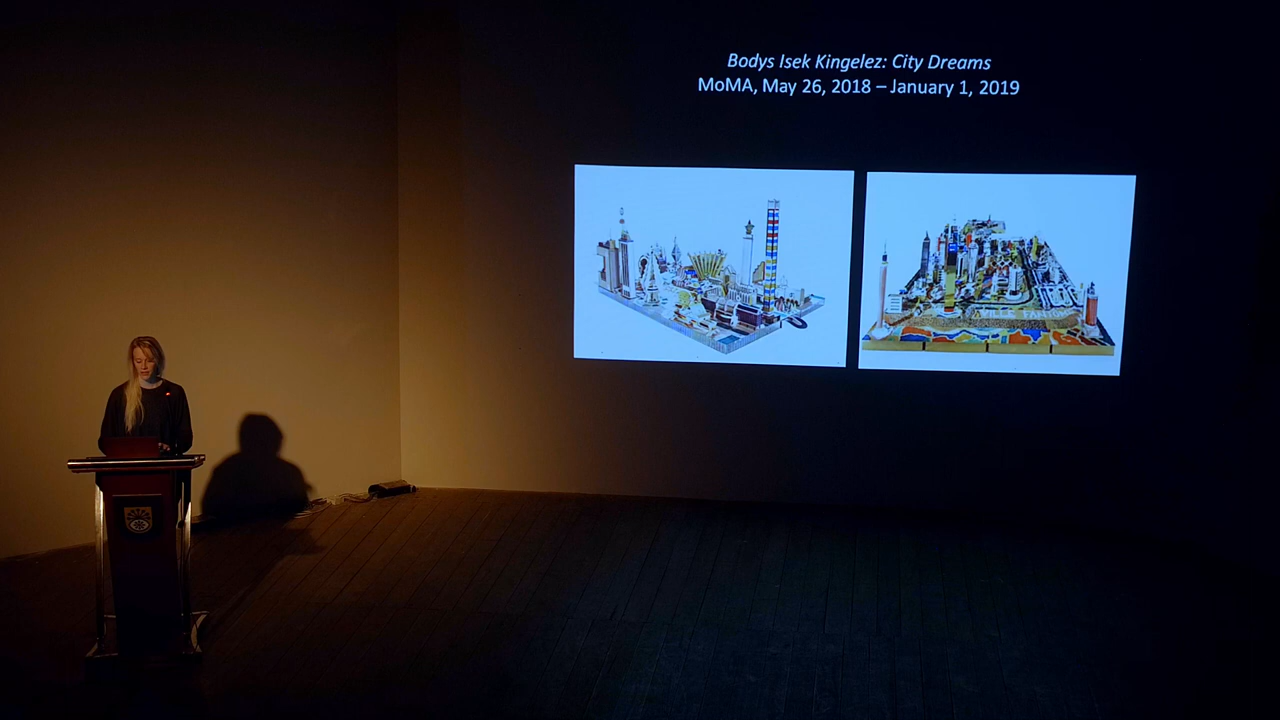 Bodys Isek Kingelez: City Dreams
MoMA, May 26, 2018 – January 1, 2019